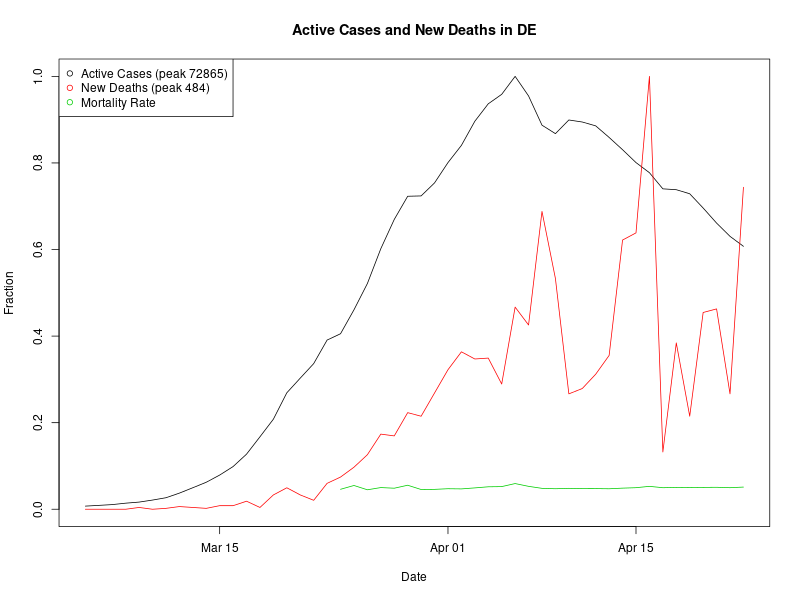 Active Cases and New Deaths in DE
Active Cases (peak 72865)
New Deaths (peak 484)
Mortality Rate
1.0
0.8
0.6
0.4
0.2
0.0
Fraction
Mar 15
Apr 01
Apr 15
Date